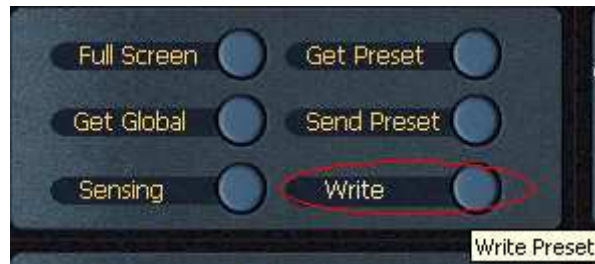 Full Screen Get Preset
Get Global Send Preset
Sensing Write
Write Preset